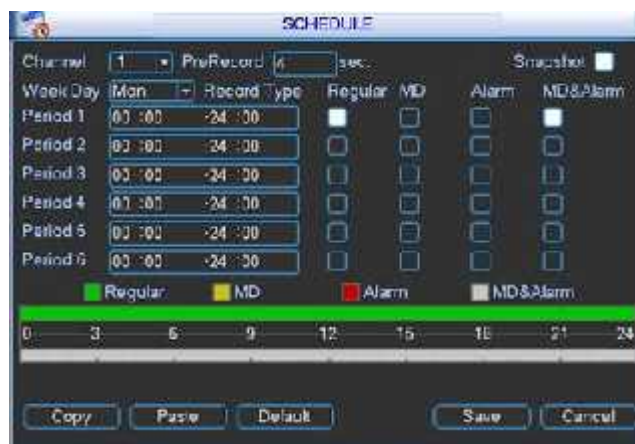 SCHEDULE
Channel 1 PreRecord 4 sec. Snapshot
Week Day Mon Record Type Regular MD Alarm MD&Alarm
Period 1 00 :00 -24 :00
Period 2 00 :00 -24 :00
Period 3 00 :00 -24 :00
Period 4 00 :00 -24 :00
Period 5 00 :00 -24 :00
Period 6 00 :00 -24 :00
Regular MD Alarm MD&Alarm
0 3 6 9 12 15 18 21 24
Copy Paste Default Save Cancel